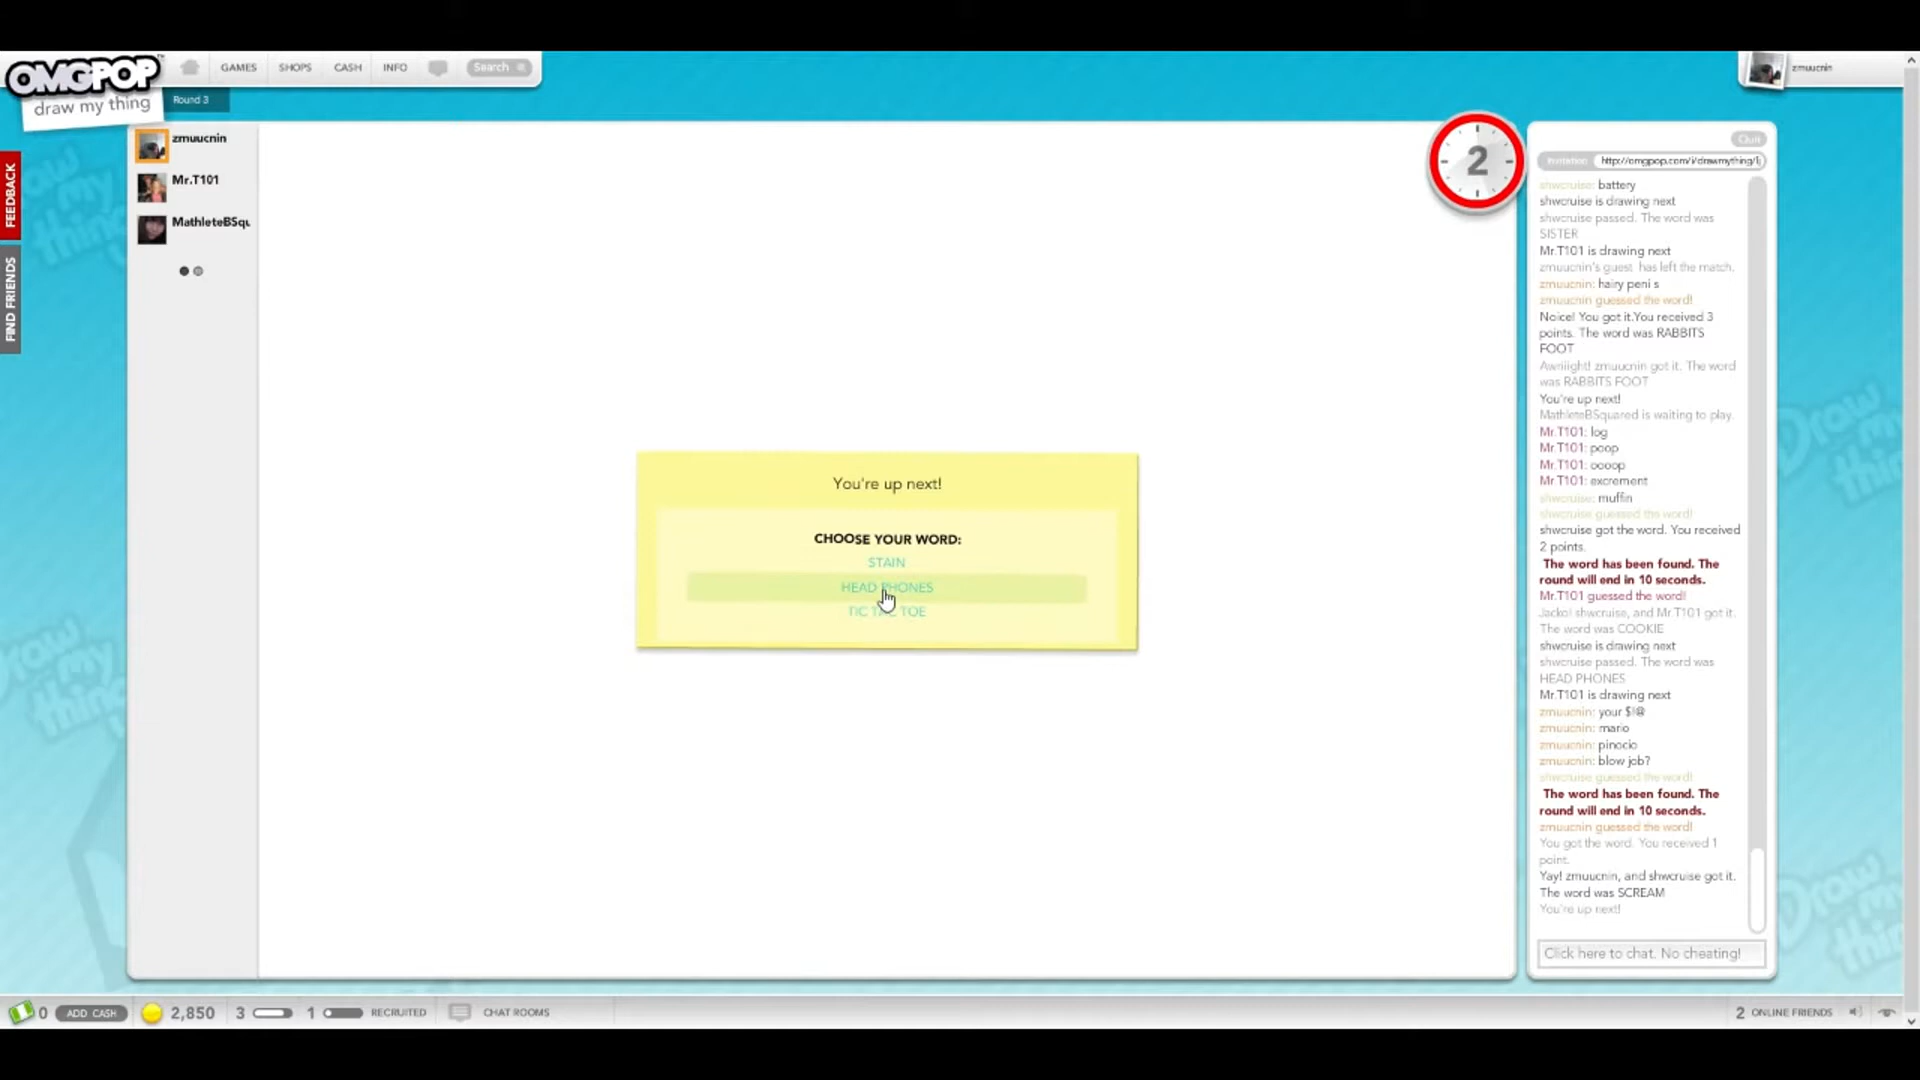 OMGPOP
draw my thing
GAMES
SHOPS
CASH
INFO
Search
zmuucnin
Round 3
FEEDBACK
FIND FRIENDS
zmuucnin
Mr.T101
MathleteBSqu
2
You're up next!
CHOOSE YOUR WORD:
STAIN
HEAD PHONES
TIC TAC TOE
Quit
Invitation
http://omgpop.com/i/drawmything/
shwcruise: battery
shwcruise is drawing next
shwcruise passed. The word was
SISTER
Mr.T101 is drawing next
zmuucnin's guest has left the match.
zmuucnin: hairy peni s
zmuucnin guessed the word!
Noice! You got it.You received 3
points. The word was RABBITS
FOOT
Awriiight! zmuucnin got it. The word
was RABBITS FOOT
You're up next!
MathleteBSquared is waiting to play.
Mr.T101: log
Mr.T101: poop
Mr.T101: oooop
Mr.T101: excrement
shwcruise: muffin
shwcruise guessed the word!
shwcruise got the word. You received
2 points.
The word has been found. The
round will end in 10 seconds.
Mr.T101 guessed the word!
Jacko! shwcruise, and Mr.T101 got it.
The word was COOKIE
shwcruise is drawing next
shwcruise passed. The word was
HEAD PHONES
Mr.T101 is drawing next
zmuucnin: your $!@
zmuucnin: mario
zmuucnin: pinocio
zmuucnin: blow job?
shwcruise guessed the word!
The word has been found. The
round will end in 10 seconds.
zmuucnin guessed the word!
You got the word. You received 1
point.
Yay! zmuucnin, and shwcruise got it.
The word was SCREAM
You're up next!
Click here to chat. No cheating!
0
ADD CASH
2,850
3
1
RECRUITED
CHAT ROOMS
2 ONLINE FRIENDS